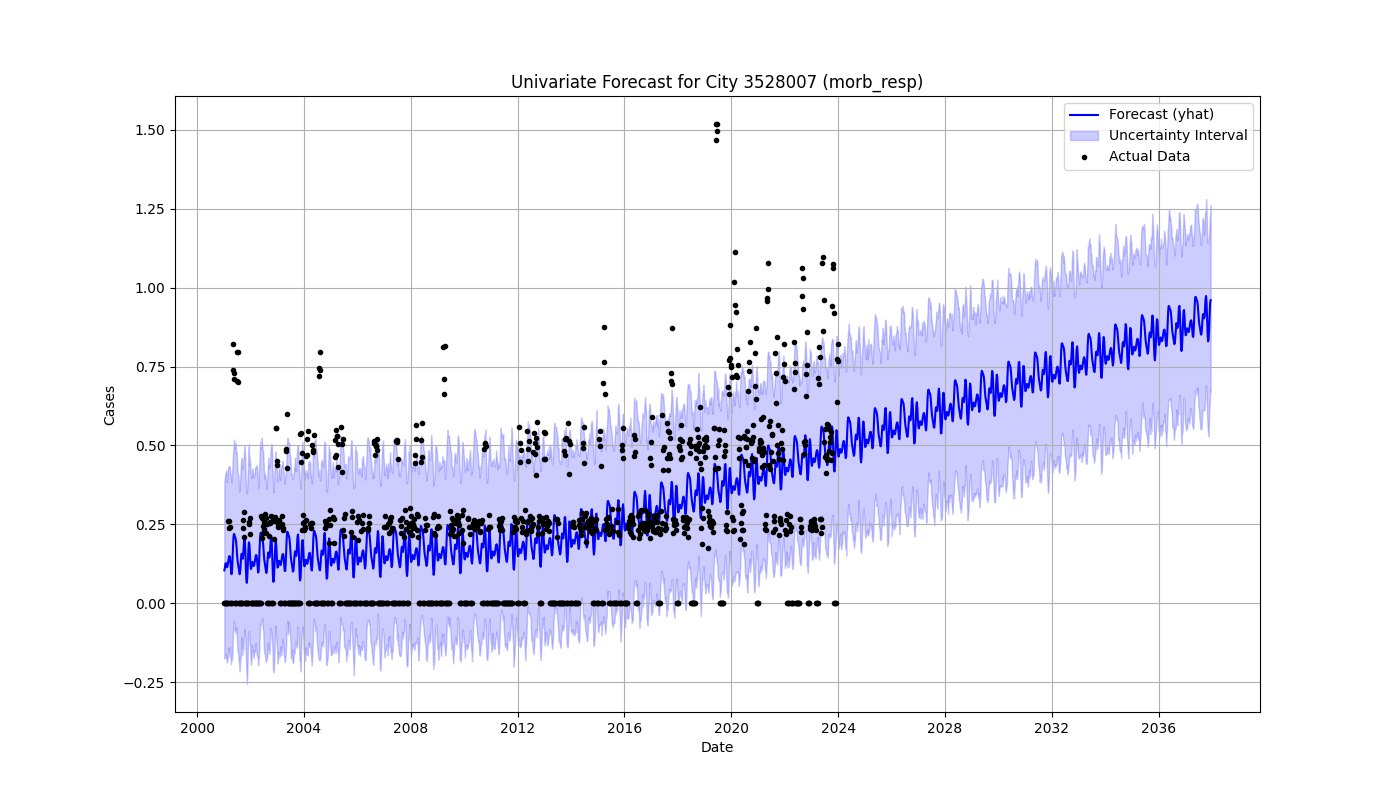 Univariate Forecast for City 3528007 (morb_resp)
Forecast (yhat)
Uncertainty Interval
Actual Data
Cases
1.50
1.25
1.00
0.75
0.50
0.25
0.00
−0.25
2000 2004 2008 2012 2016 2020 2024 2028 2032 2036
Date